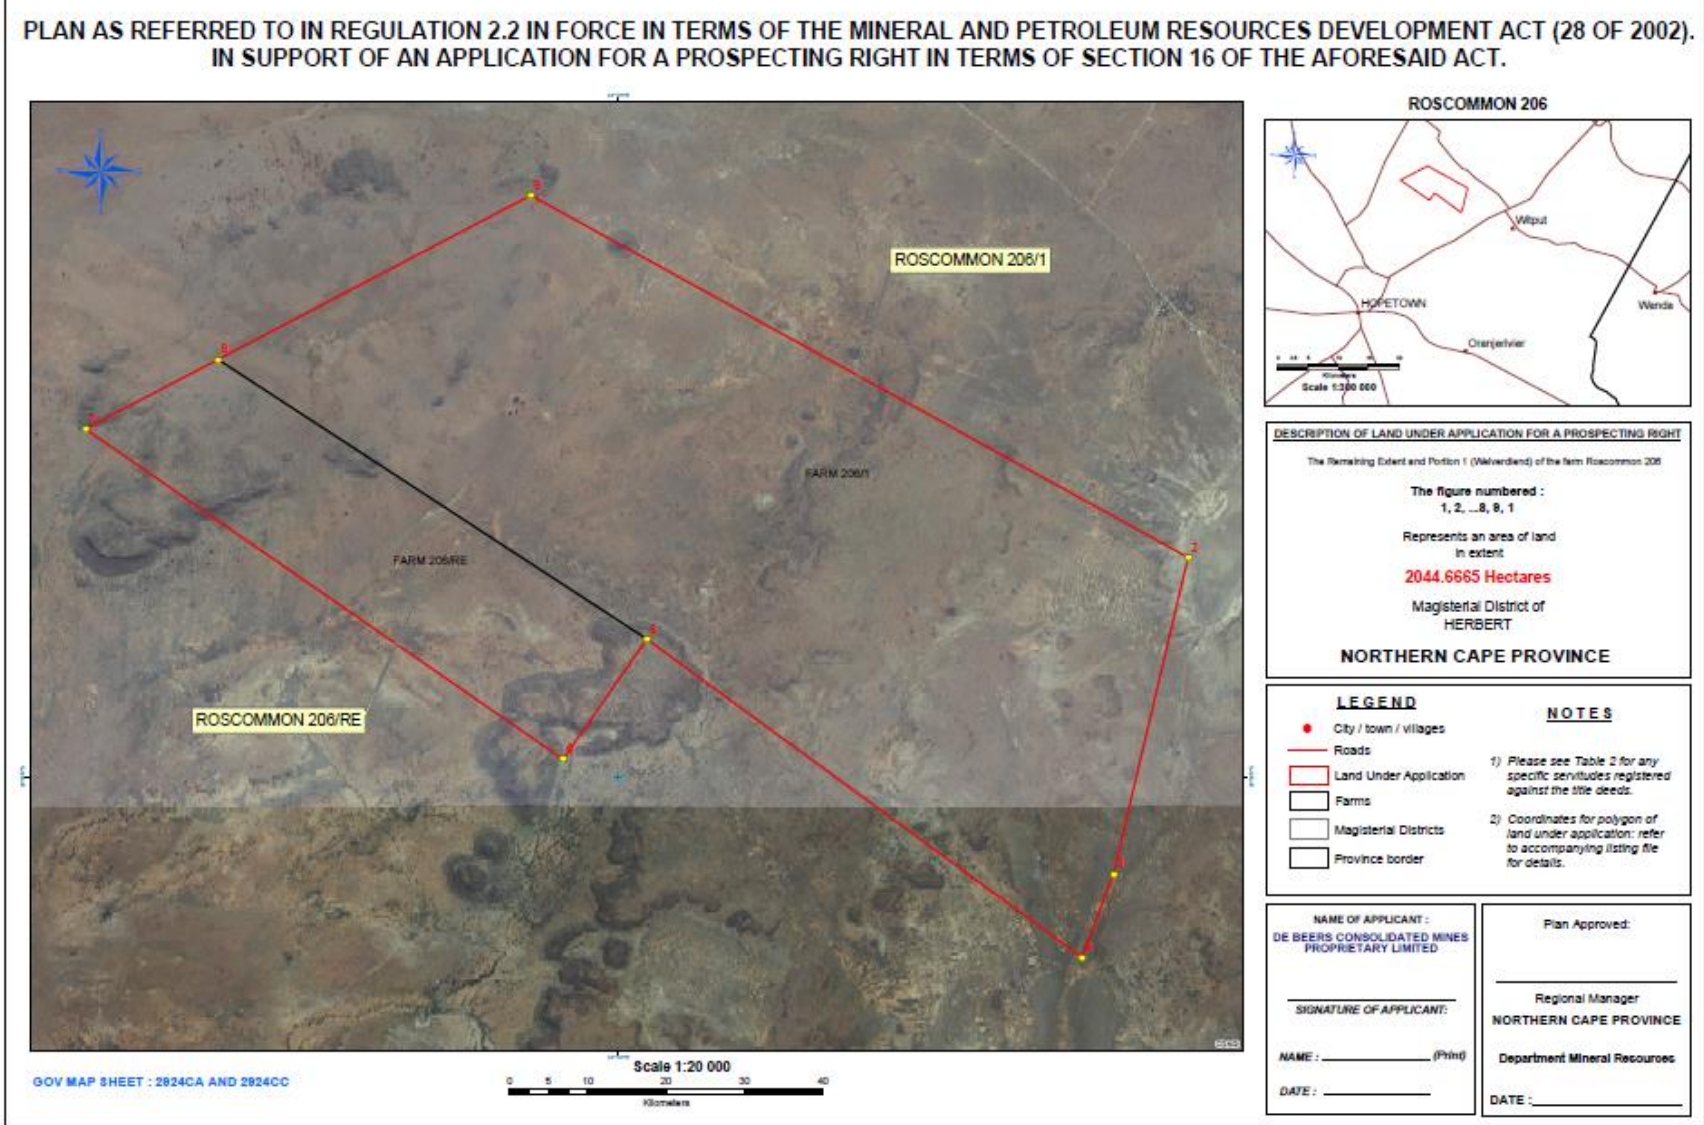 PLAN AS REFERRED TO IN REGULATION 2.2 IN FORCE IN TERMS OF THE MINERAL AND PETROLEUM RESOURCES DEVELOPMENT ACT (28 OF 2002).
IN SUPPORT OF AN APPLICATION FOR A PROSPECTING RIGHT IN TERMS OF SECTION 16 OF THE AFORESAID ACT.
9
ROSCOMMON 206/1
8
7
FARM 206/1
2
FARM 206/RE
ROSCOMMON 206/RE
GOV MAP SHEET : 2924CA AND 2924CC
Scale 1:20 000
0 5 10 20 30 40
Kilometers
ROSCOMMON 206
Witput
HOPETOWN
Wenda
Oranjerivier
Kilometers
Scale 1:300 000
DESCRIPTION OF LAND UNDER APPLICATION FOR A PROSPECTING RIGHT
The Remaining Extent and Portion 1 (Welverdiend) of the farm Roscommon 206
The figure numbered :
1, 2, ...8, 9, 1
Represents an area of land
in extent
2044.6665 Hectares
Magisterial District of
HERBERT
NORTHERN CAPE PROVINCE
LEGEND
City / town / villages
Roads
Land Under Application
Farms
Magisterial Districts
Province border
NOTES
1) Please see Table 2 for any
specific servitudes registered
against the title deeds.
2) Coordinates for polygon of
land under application: refer
to accompanying listing file
for details.
NAME OF APPLICANT :
DE BEERS CONSOLIDATED MINES
PROPRIETARY LIMITED
SIGNATURE OF APPLICANT:
NAME : (Print)
DATE :
Plan Approved:
Regional Manager
NORTHERN CAPE PROVINCE
Department Mineral Resources
DATE :